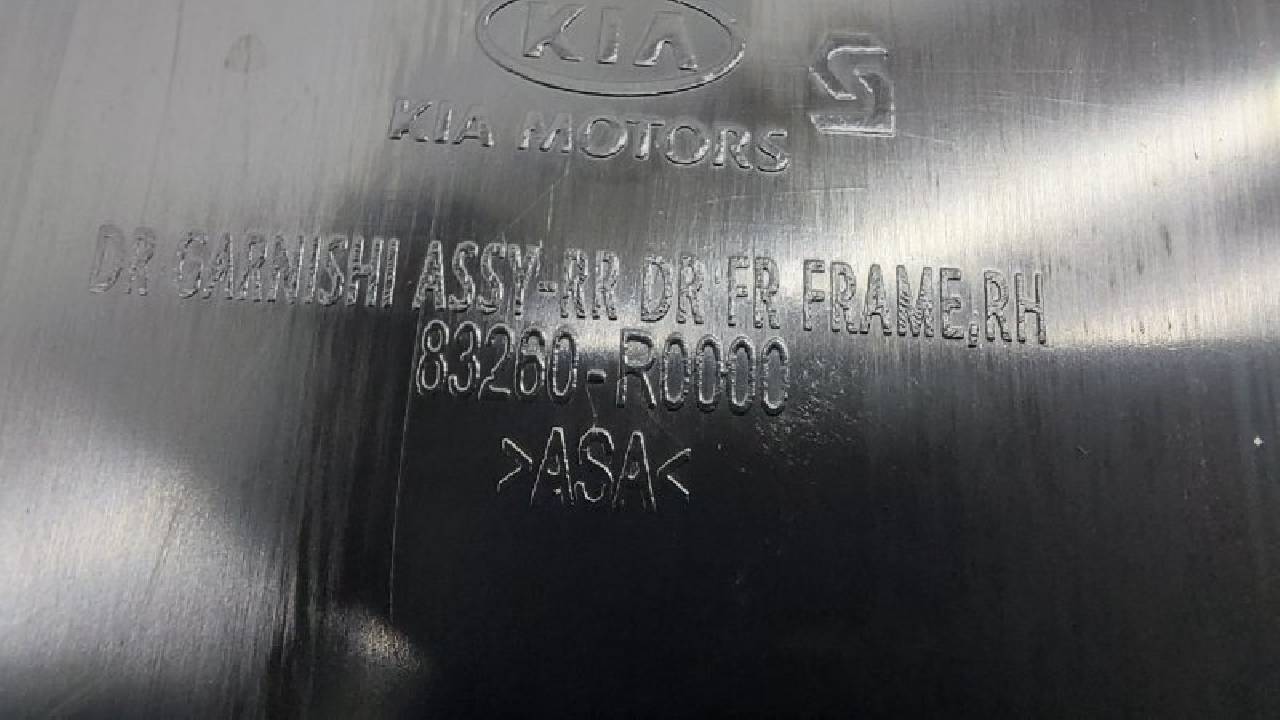 KIA
KIA MOTORS
DR GARNISHI ASSY-RR DR FR FRAME,RH
83260-R0000
>ASA<